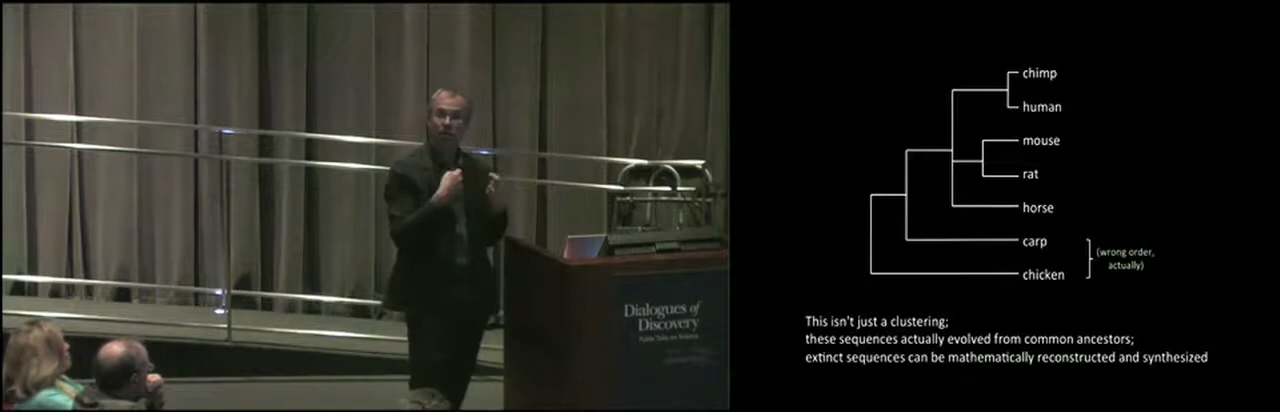 Dialogues of
Discovery
chimp
human
mouse
rat
horse
carp
chicken
(wrong order,
actually)
This isn't just a clustering;
these sequences actually evolved from common ancestors;
extinct sequences can be mathematically reconstructed and synthesized